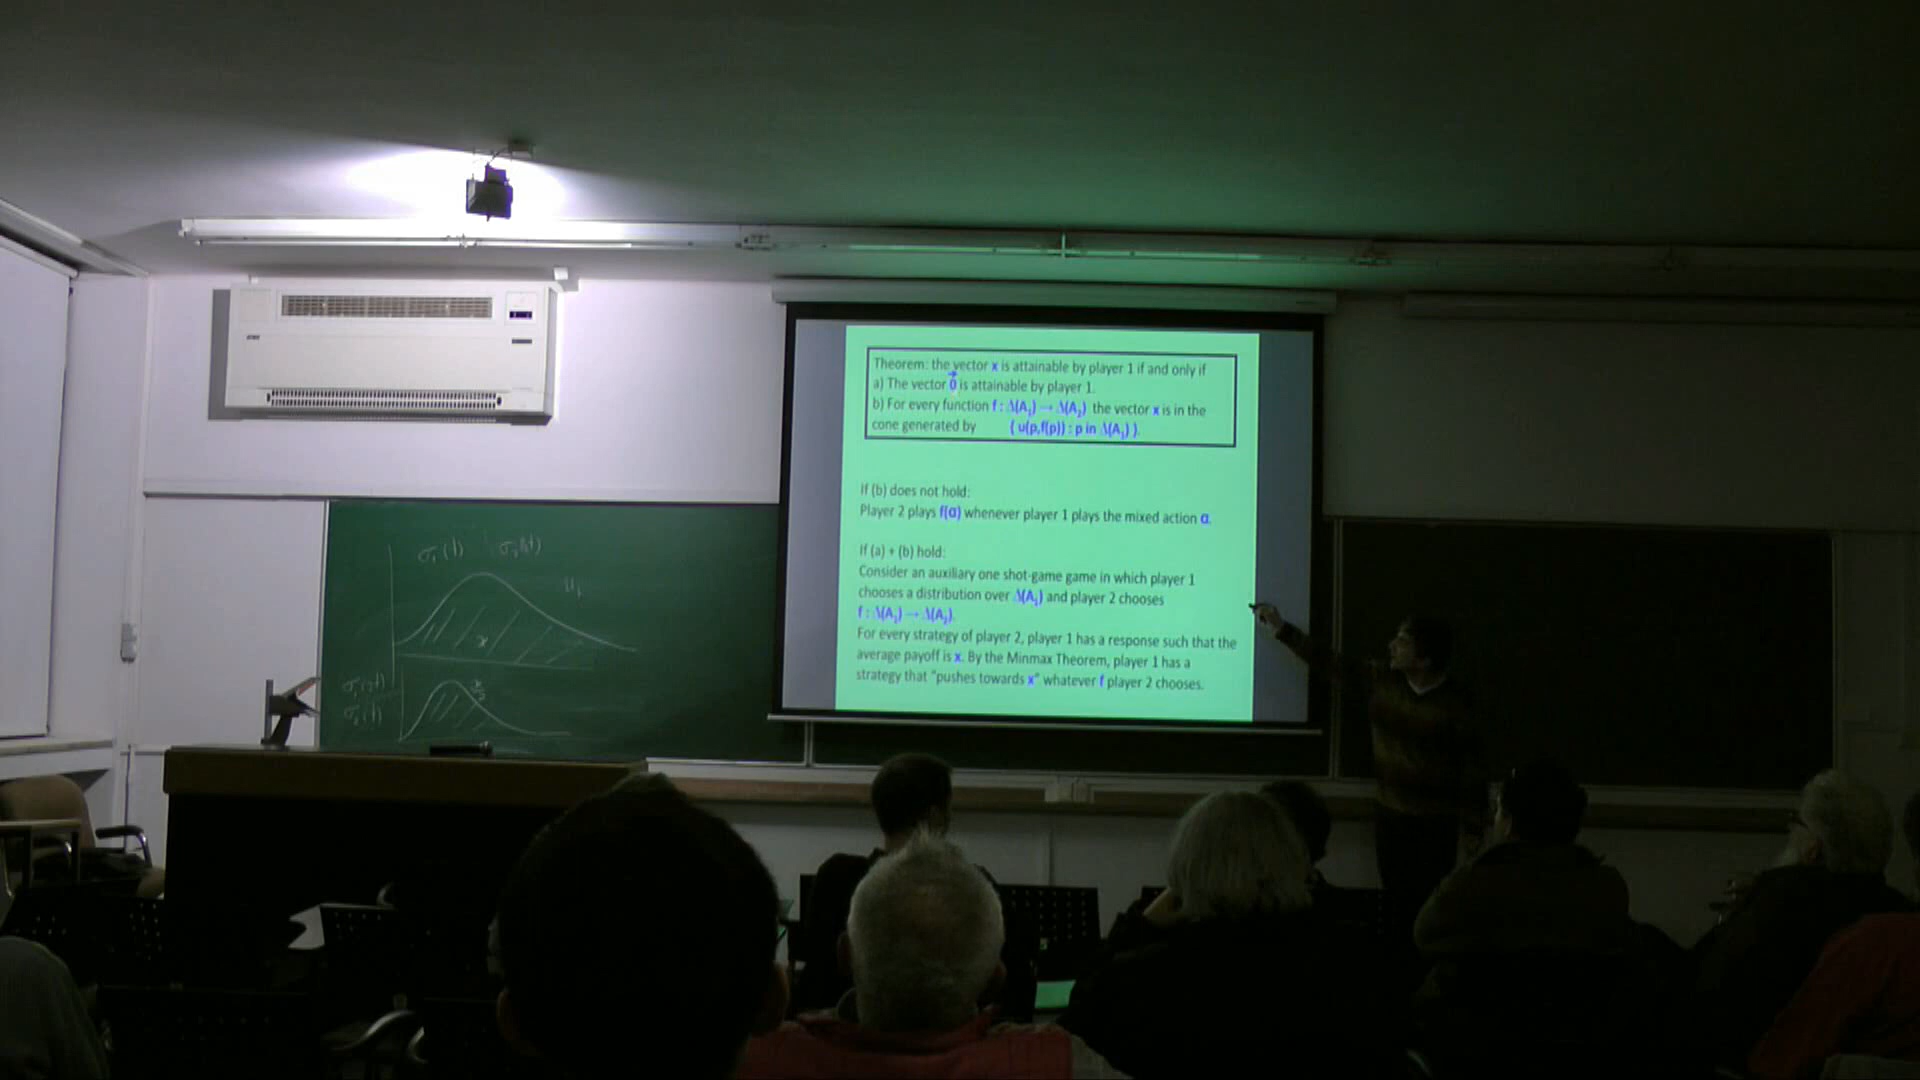 Theorem: the vector x is attainable by player 1 if and only if
a) The vector 0⃗ is attainable by player 1.
b) For every function f : Δ(A₁) → Δ(A₂) the vector x is in the
cone generated by { u(p,f(p)) : p in Δ(A₁) }.
If (b) does not hold:
Player 2 plays f(α) whenever player 1 plays the mixed action α.
If (a) + (b) hold:
Consider an auxiliary one shot-game game in which player 1
chooses a distribution over Δ(A₁) and player 2 chooses
f : Δ(A₁) → Δ(A₂).
For every strategy of player 2, player 1 has a response such that the
average payoff is x. By the Minmax Theorem, player 1 has a
strategy that "pushes towards x" whatever f player 2 chooses.
σ₁(t)
x